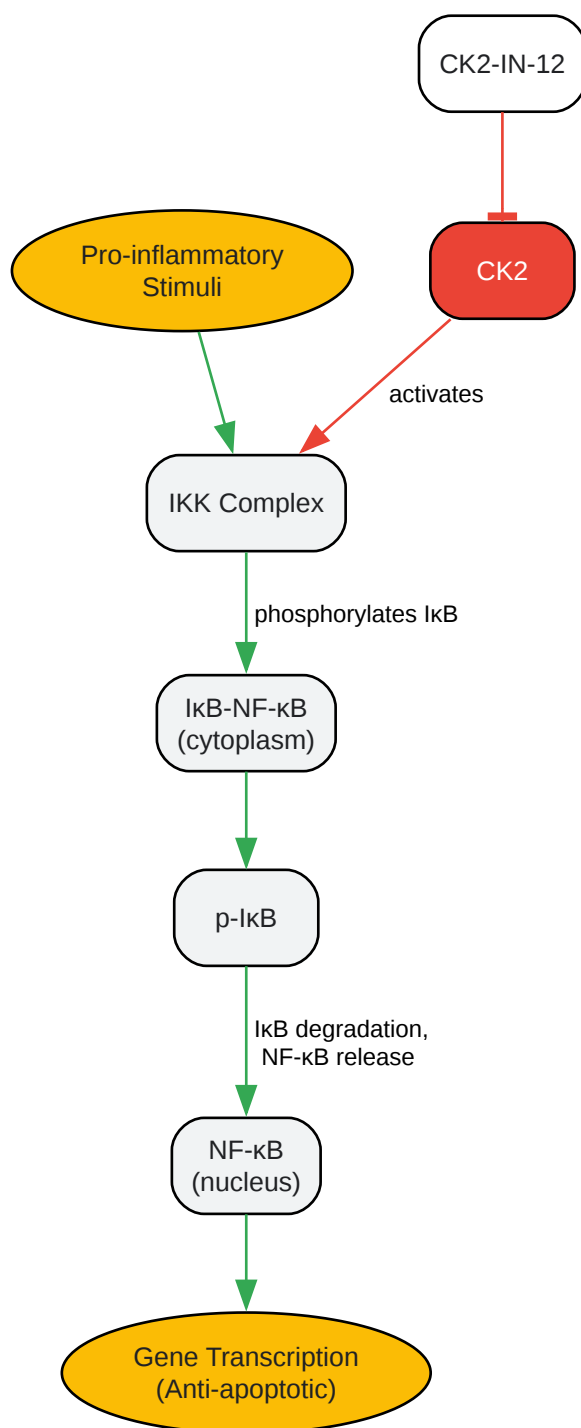 CK2-IN-12
Pro-inflammatory
Stimuli
CK2
activates
IKK Complex
phosphorylates IκB
IκB-NF-κB
(cytoplasm)
p-IκB
IκB degradation,
NF-κB release
NF-κB
(nucleus)
Gene Transcription
(Anti-apoptotic)